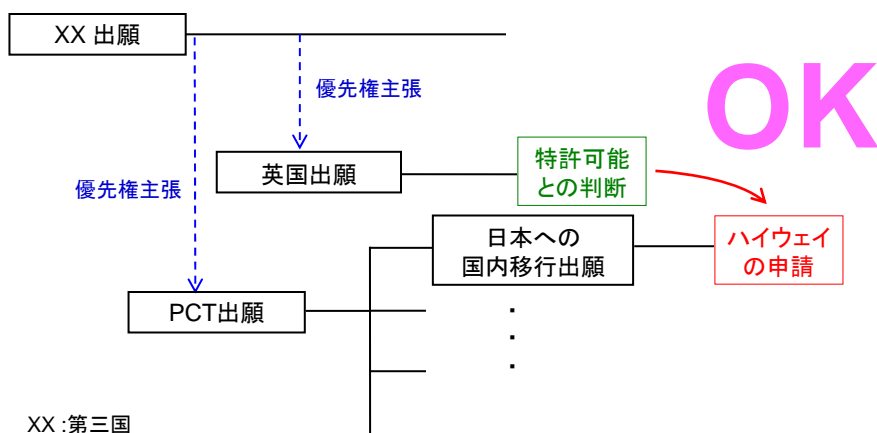 XX 出願
OK
優先権主張
英国出願
特許可能
との判断
優先権主張
日本への
国内移行出願
ハイウェイ
の申請
PCT出願
XX :第三国